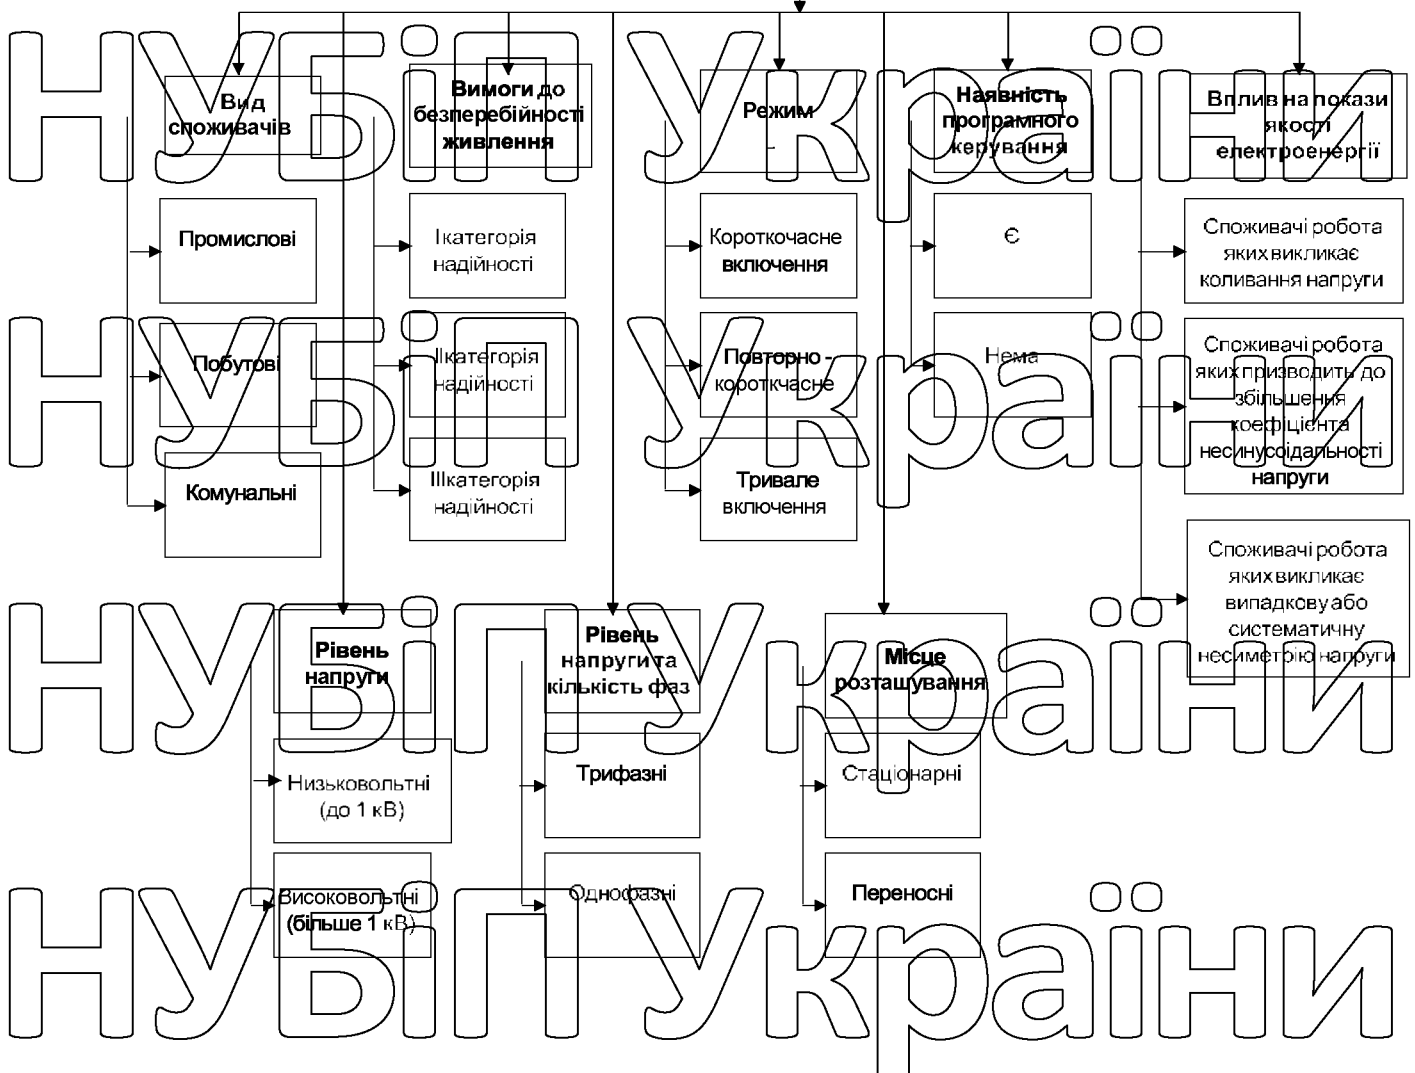 НУБіП України
Вид
споживачів
Промислові
Побутові
Комунальні
Вимоги до
безперебійності
живлення
Iкатегорія
надійності
IIкатегорія
надійності
IIIкатегорія
надійності
Режим
Короткочасне
включення
Повторно -
короткчасне
Тривале
включення
Наявність
програмного
керування
Є
Нема
Вплив на покази
якості
електроенергії
Споживачі робота
яких викликає
коливання напруги
Споживачі робота
яких призводить до
збільшення
коефіцієнта
несинусоідальності
напруги
Споживачі робота
яких викликає
випадкову або
систематичну
несиметрію напруги
НУБіП України
НУБіП України
Рівень
напруги
Низьковольтні
(до 1 кВ)
Високовольтні
(більше 1 кВ)
Рівень
напруги та
кількість фаз
Трифазні
Однофазні
Місце
розташування
Стаціонарні
Переносні
НУБіП України